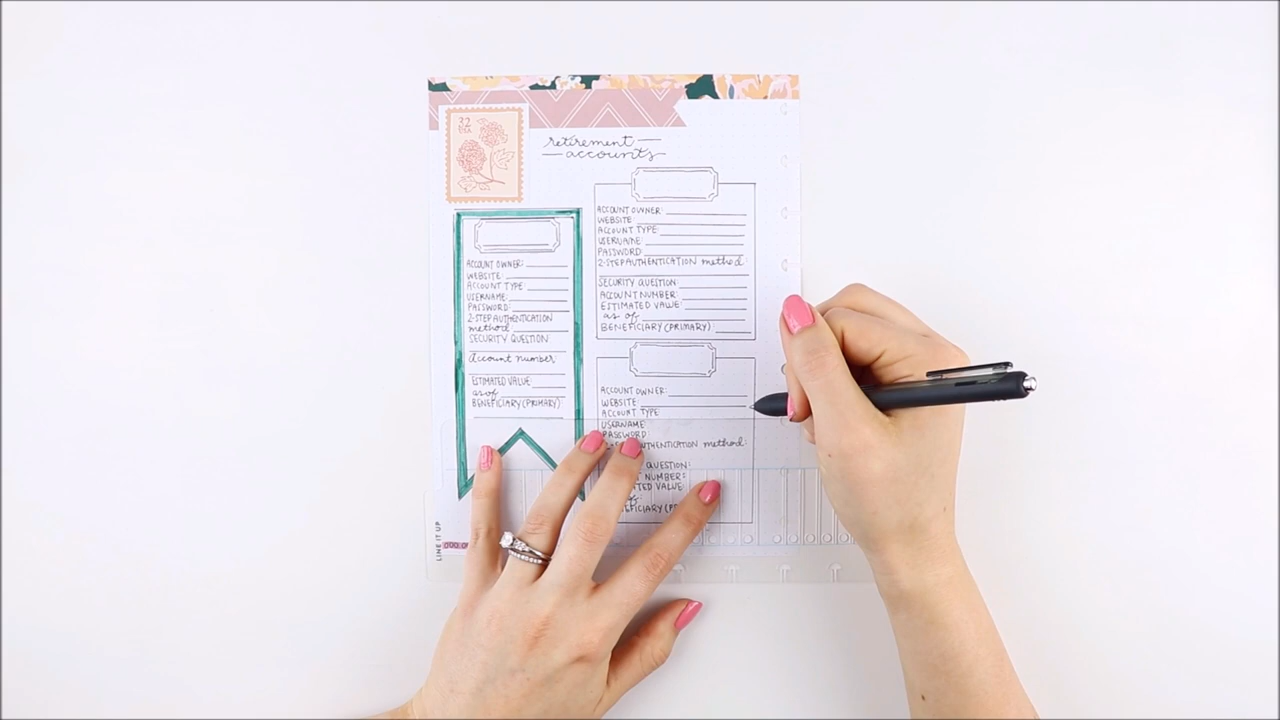 32
USA
retirement
accounts
ACCOUNT OWNER:
WEBSITE:
ACCOUNT TYPE:
USERNAME:
PASSWORD:
2-STEP AUTHENTICATION
method
SECURITY QUESTION
Account number
ESTIMATED VALUE:
as of
BENEFICIARY (PRIMARY):
ACCOUNT OWNER:
WEBSITE:
ACCOUNT TYPE:
USERNAME:
PASSWORD
2-STEP AUTHENTICATION method:
SECURITY QUESTION:
ACCOUNT NUMBER:
ESTIMATED VALUE:
as of
BENEFICIARY (PRIMARY)
ACCOUNT OWNER:
WEBSITE
ACCOUNT TYPE:
USERNAME
PASSWORD:
method:
QUESTION:
NUMBER:
VALUE:
LINE IT UP